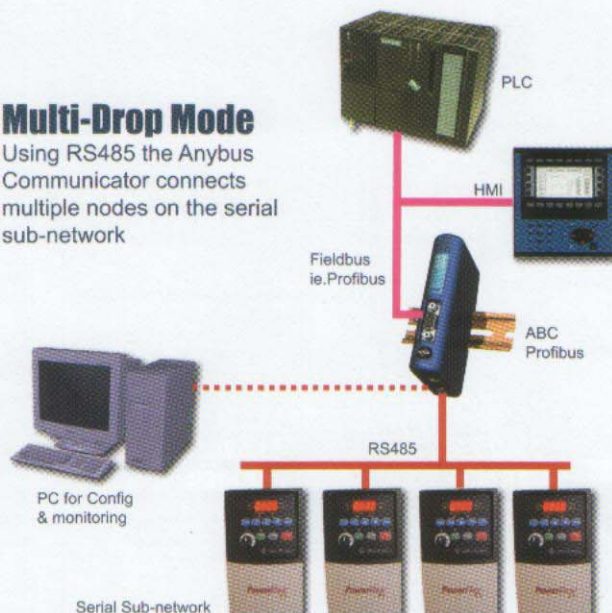 Multi-Drop Mode
Using RS485 the Anybus
Communicator connects
multiple nodes on the serial
sub-network
PLC
HMI
Fieldbus
ie.Profibus
ABC
Profibus
RS485
PC for Config
& monitoring
Serial Sub-network